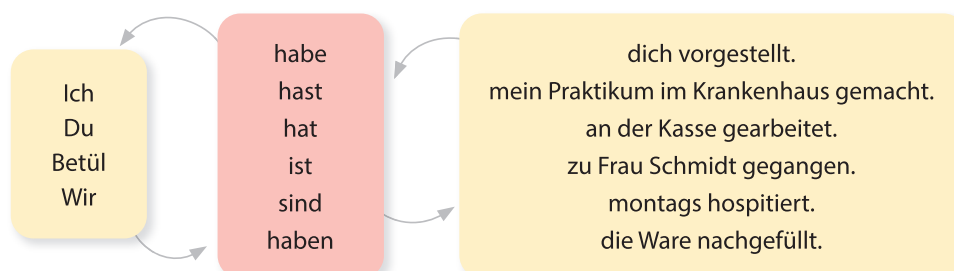 Ich
Du
Betül
Wir
habe
hast
hat
ist
sind
haben
dich vorgestellt.
mein Praktikum im Krankenhaus gemacht.
an der Kasse gearbeitet.
zu Frau Schmidt gegangen.
montags hospitiert.
die Ware nachgefüllt.